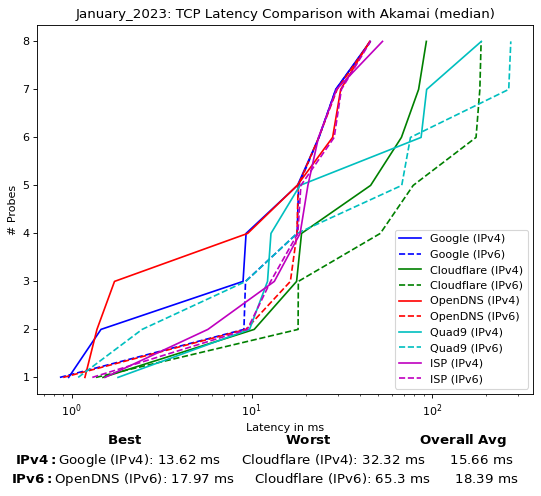 January_2023: TCP Latency Comparison with Akamai (median)
8
7
6
5
4
3
2
1
# Probes
Google (IPv4)
Google (IPv6)
Cloudflare (IPv4)
Cloudflare (IPv6)
OpenDNS (IPv4)
OpenDNS (IPv6)
Quad9 (IPv4)
Quad9 (IPv6)
ISP (IPv4)
ISP (IPv6)
10⁰ 10¹ 10²
Latency in ms
Best Worst Overall Avg
IPv4: Google (IPv4): 13.62 ms Cloudflare (IPv4): 32.32 ms 15.66 ms
IPv6: OpenDNS (IPv6): 17.97 ms Cloudflare (IPv6): 65.3 ms 18.39 ms